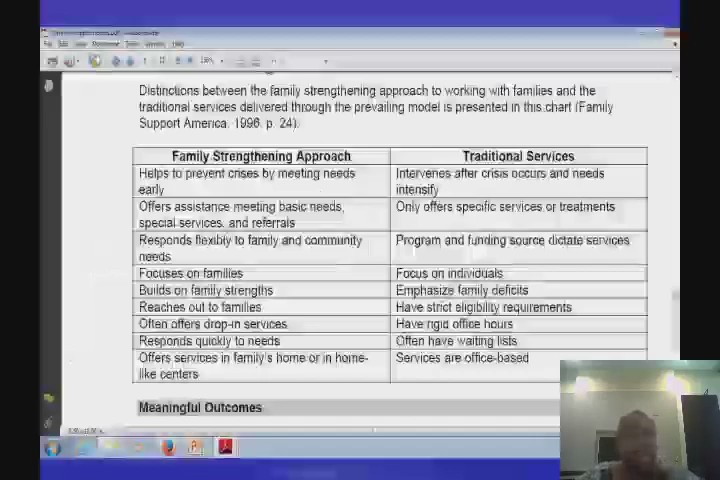 Distinctions between the family strengthening approach to working with families and the
traditional services delivered through the prevailing model is presented in this chart (Family
Support America, 1996, p. 24).
Family Strengthening Approach
Traditional Services
Helps to prevent crises by meeting needs
early
Intervenes after crisis occurs and needs
intensify
Offers assistance meeting basic needs,
special services, and referrals
Only offers specific services or treatments
Responds flexibly to family and community
needs
Program and funding source dictate services
Focuses on families
Focus on individuals
Builds on family strengths
Emphasize family deficits
Reaches out to families
Have strict eligibility requirements
Often offers drop-in services
Have rigid office hours
Responds quickly to needs
Often have waiting lists
Offers services in family's home or in home-
like centers
Services are office-based
Meaningful Outcomes